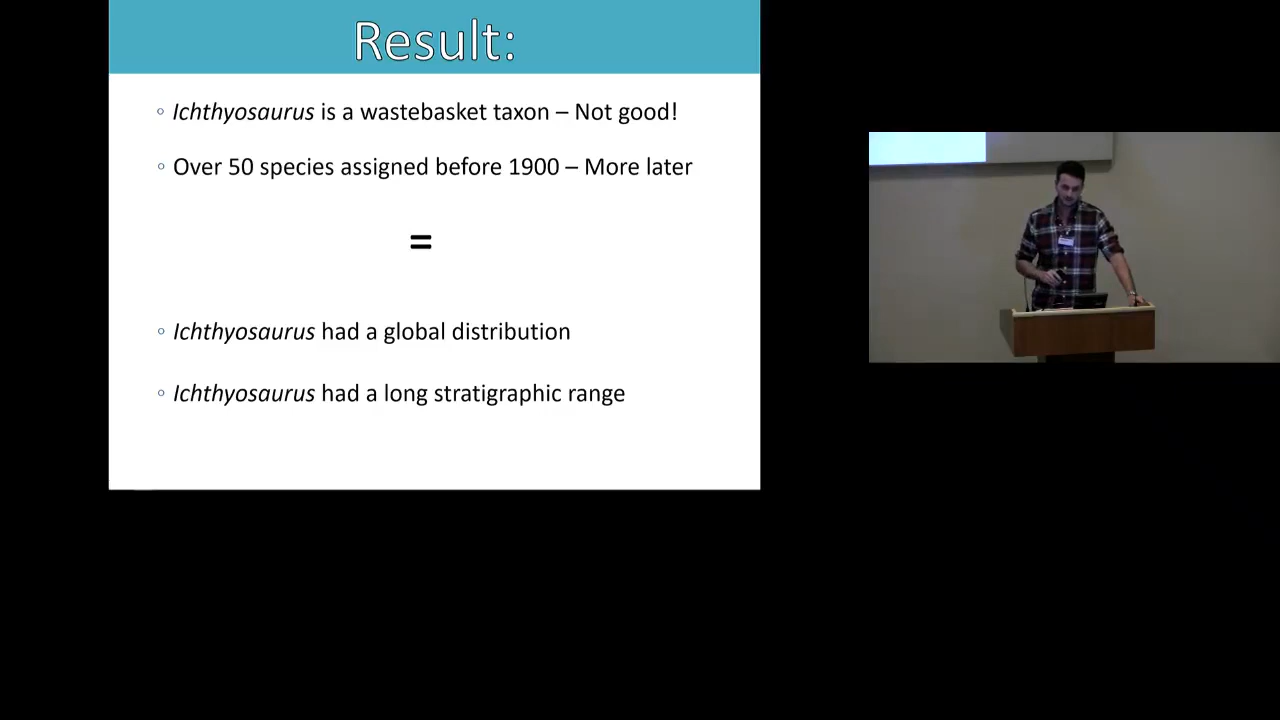 Result:
◦ Ichthyosaurus is a wastebasket taxon – Not good!
◦ Over 50 species assigned before 1900 – More later
=
◦ Ichthyosaurus had a global distribution
◦ Ichthyosaurus had a long stratigraphic range